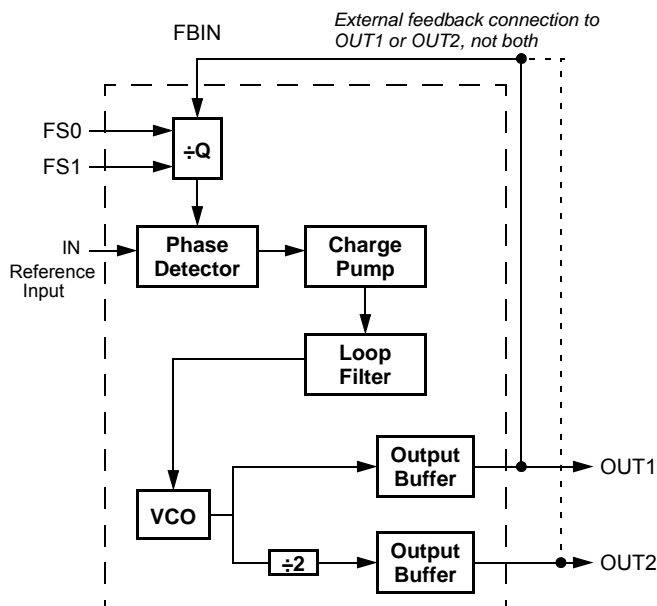 External feedback connection to
OUT1 or OUT2, not both
FBIN
FS0
FS1
÷Q
IN
Reference
Input
Phase
Detector
Charge
Pump
Loop
Filter
Output
Buffer
OUT1
VCO
÷2
Output
Buffer
OUT2